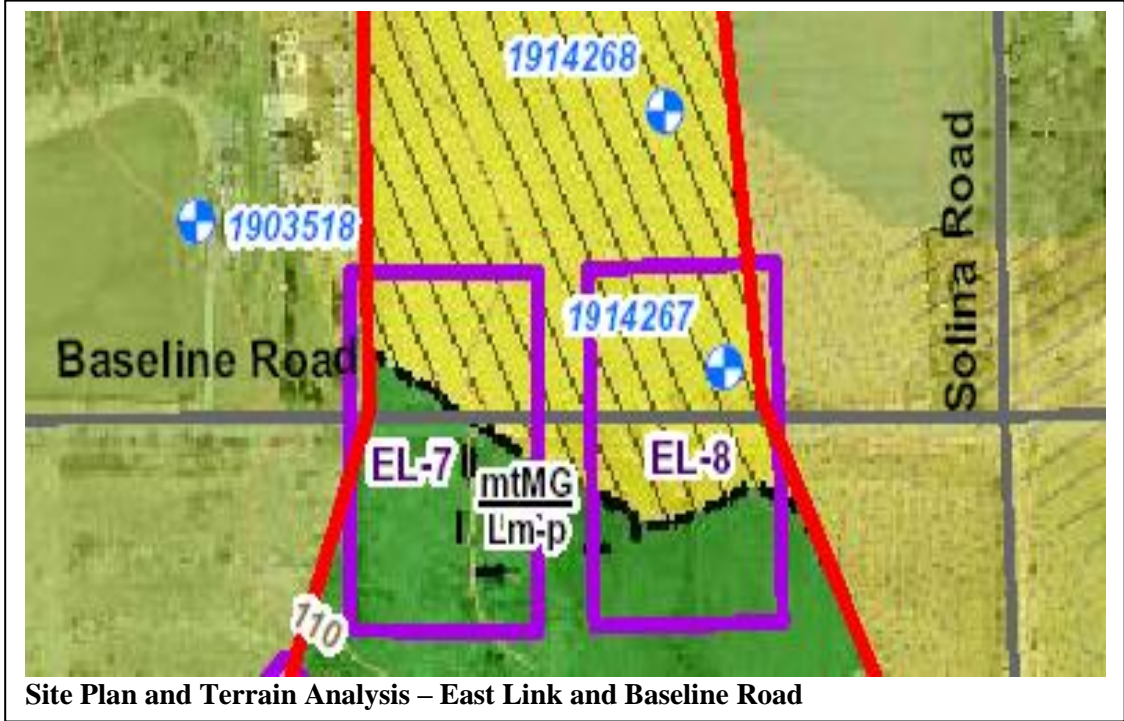 1914268
1903518
Solina Road
1914267
Baseline Road
EL-7
EL-8
mtMG
Lm-p
110
Site Plan and Terrain Analysis – East Link and Baseline Road